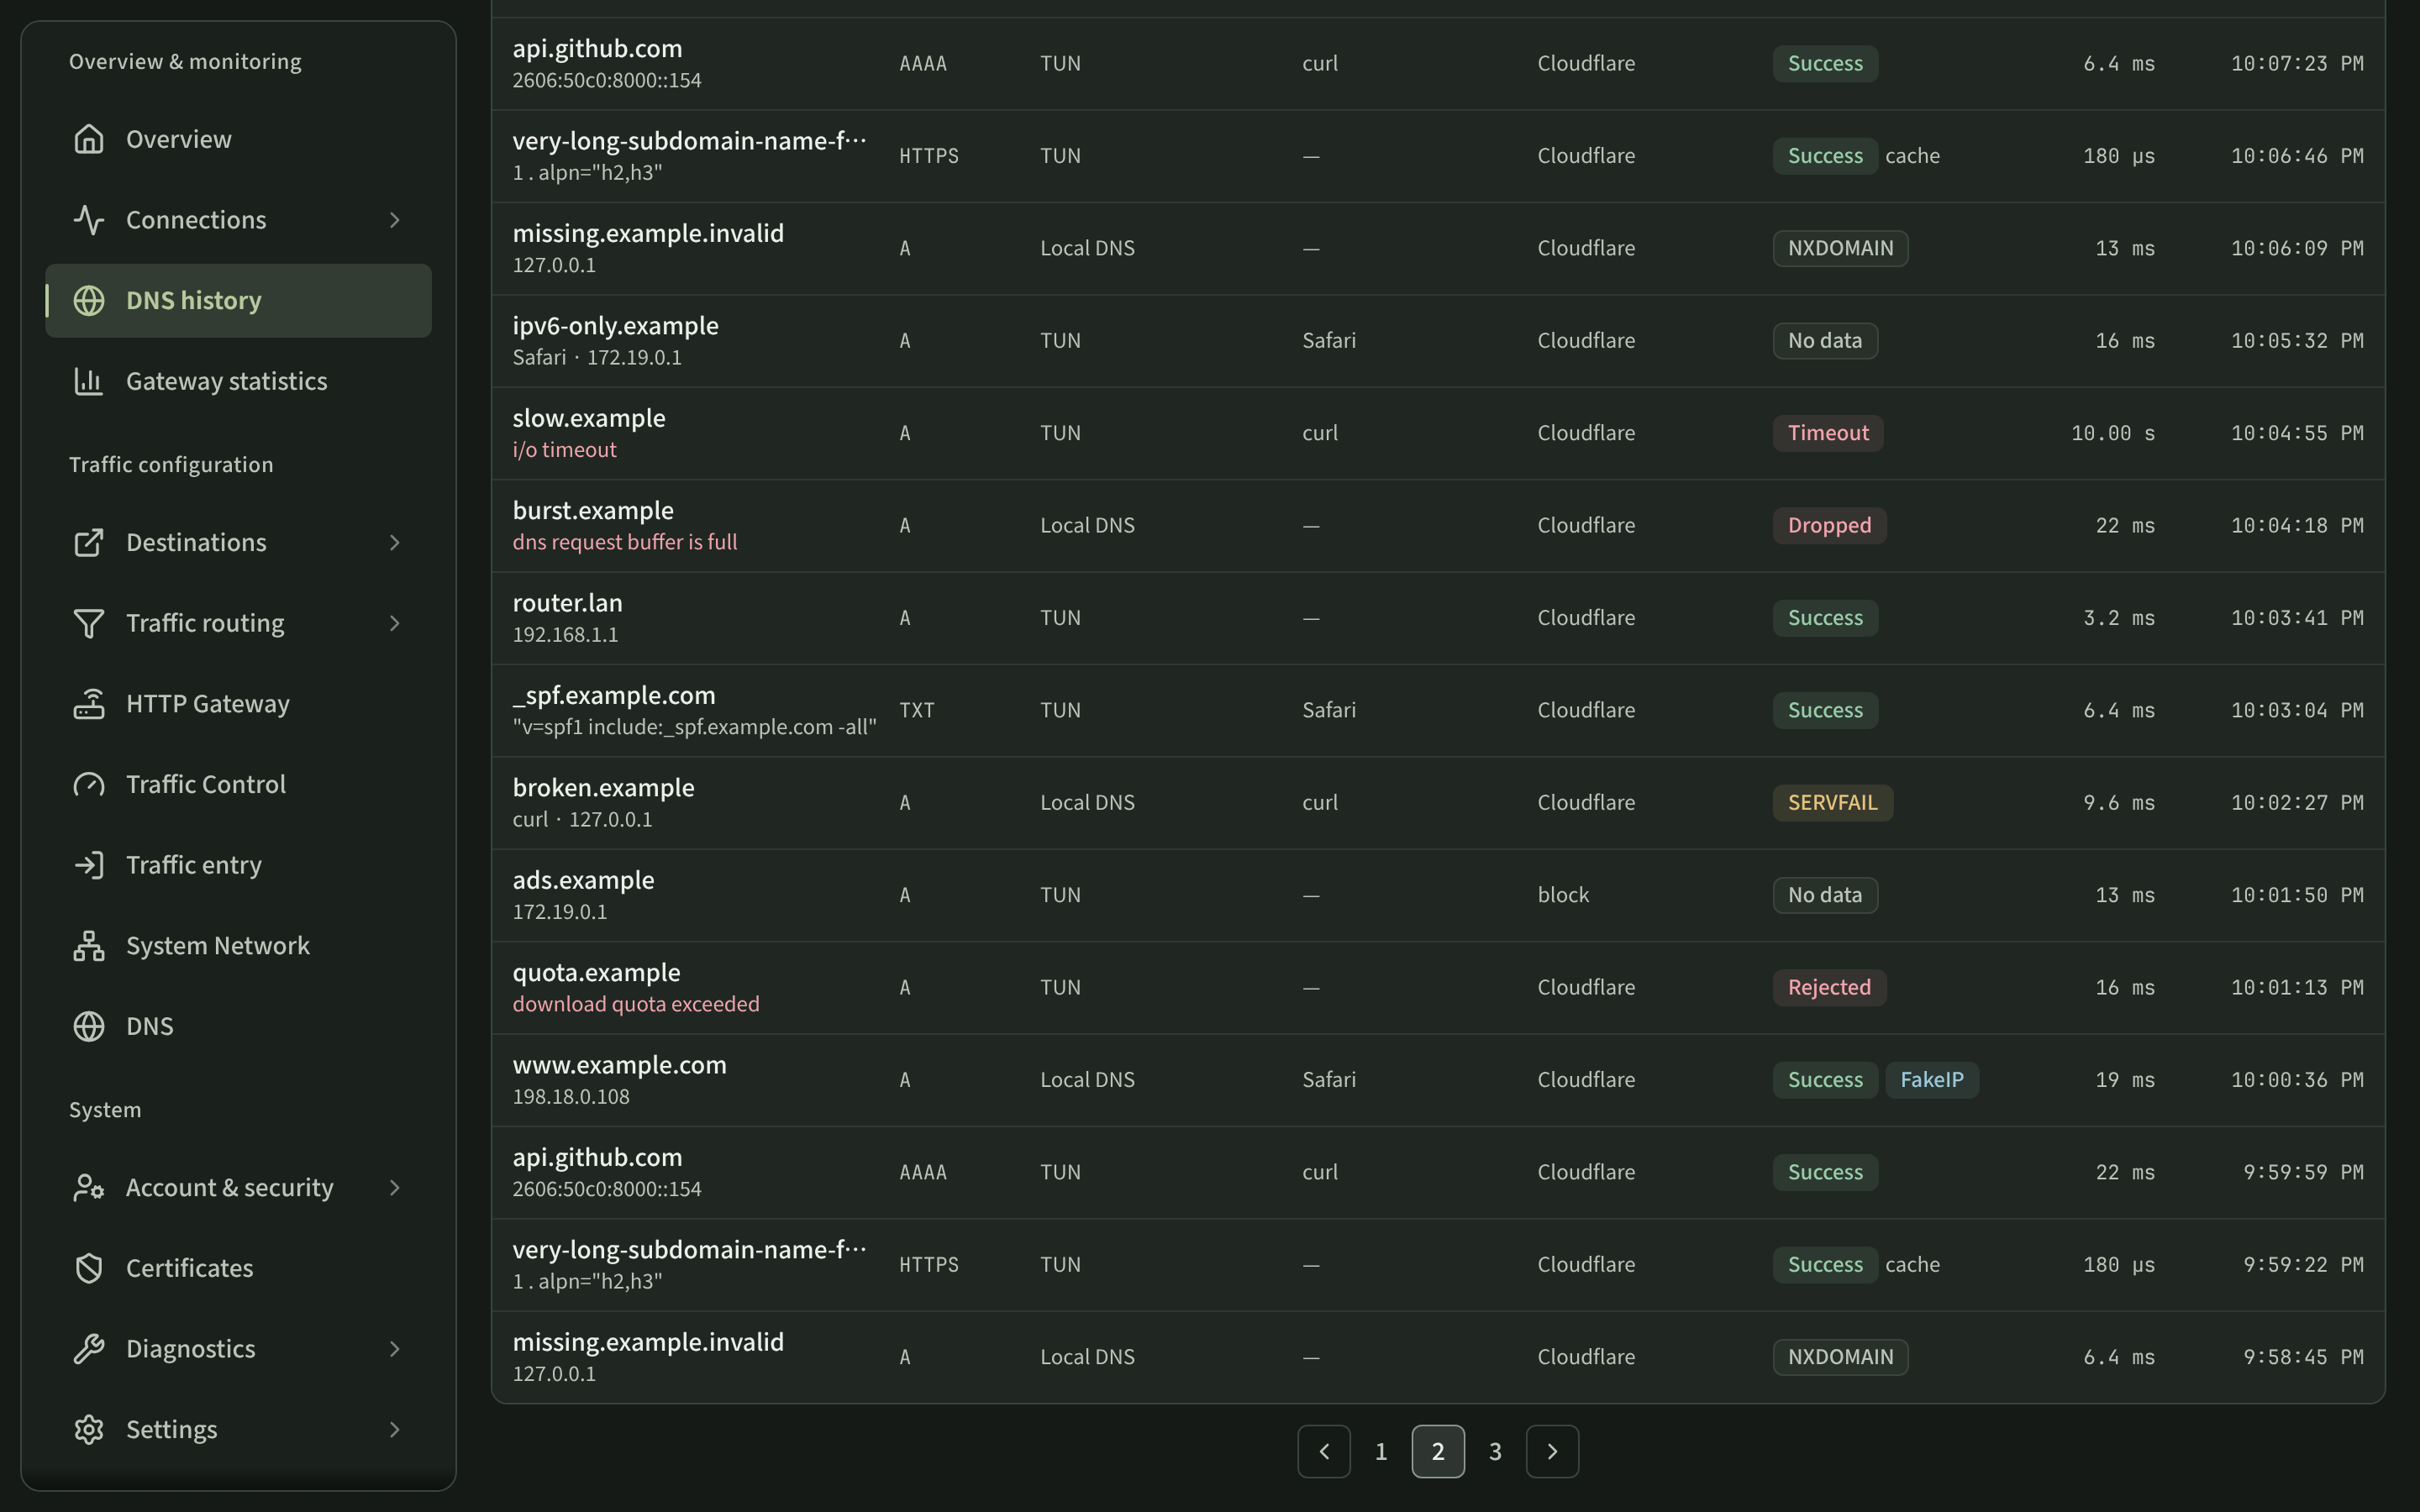 Overview & monitoring
Overview
Connections
DNS history
Gateway statistics
Traffic configuration
Destinations
Traffic routing
HTTP Gateway
Traffic Control
Traffic entry
System Network
DNS
System
Account & security
Certificates
Diagnostics
Settings
api.github.com AAAA TUN curl Cloudflare Success 6.4 ms 10:07:23 PM
2606:50c0:8000::154
very-long-subdomain-name-f··· HTTPS TUN — Cloudflare Success cache 180 µs 10:06:46 PM
1 . alpn="h2,h3"
missing.example.invalid A Local DNS — Cloudflare NXDOMAIN 13 ms 10:06:09 PM
127.0.0.1
ipv6-only.example A TUN Safari Cloudflare No data 16 ms 10:05:32 PM
Safari · 172.19.0.1
slow.example A TUN curl Cloudflare Timeout 10.00 s 10:04:55 PM
i/o timeout
burst.example A Local DNS — Cloudflare Dropped 22 ms 10:04:18 PM
dns request buffer is full
router.lan A TUN — Cloudflare Success 3.2 ms 10:03:41 PM
192.168.1.1
_spf.example.com TXT TUN Safari Cloudflare Success 6.4 ms 10:03:04 PM
"v=spf1 include:_spf.example.com -all"
broken.example A Local DNS curl Cloudflare SERVFAIL 9.6 ms 10:02:27 PM
curl · 127.0.0.1
ads.example A TUN — block No data 13 ms 10:01:50 PM
172.19.0.1
quota.example A TUN — Cloudflare Rejected 16 ms 10:01:13 PM
download quota exceeded
www.example.com A Local DNS Safari Cloudflare Success FakeIP 19 ms 10:00:36 PM
198.18.0.108
api.github.com AAAA TUN curl Cloudflare Success 22 ms 9:59:59 PM
2606:50c0:8000::154
very-long-subdomain-name-f··· HTTPS TUN — Cloudflare Success cache 180 µs 9:59:22 PM
1 . alpn="h2,h3"
missing.example.invalid A Local DNS — Cloudflare NXDOMAIN 6.4 ms 9:58:45 PM
127.0.0.1
1 2 3